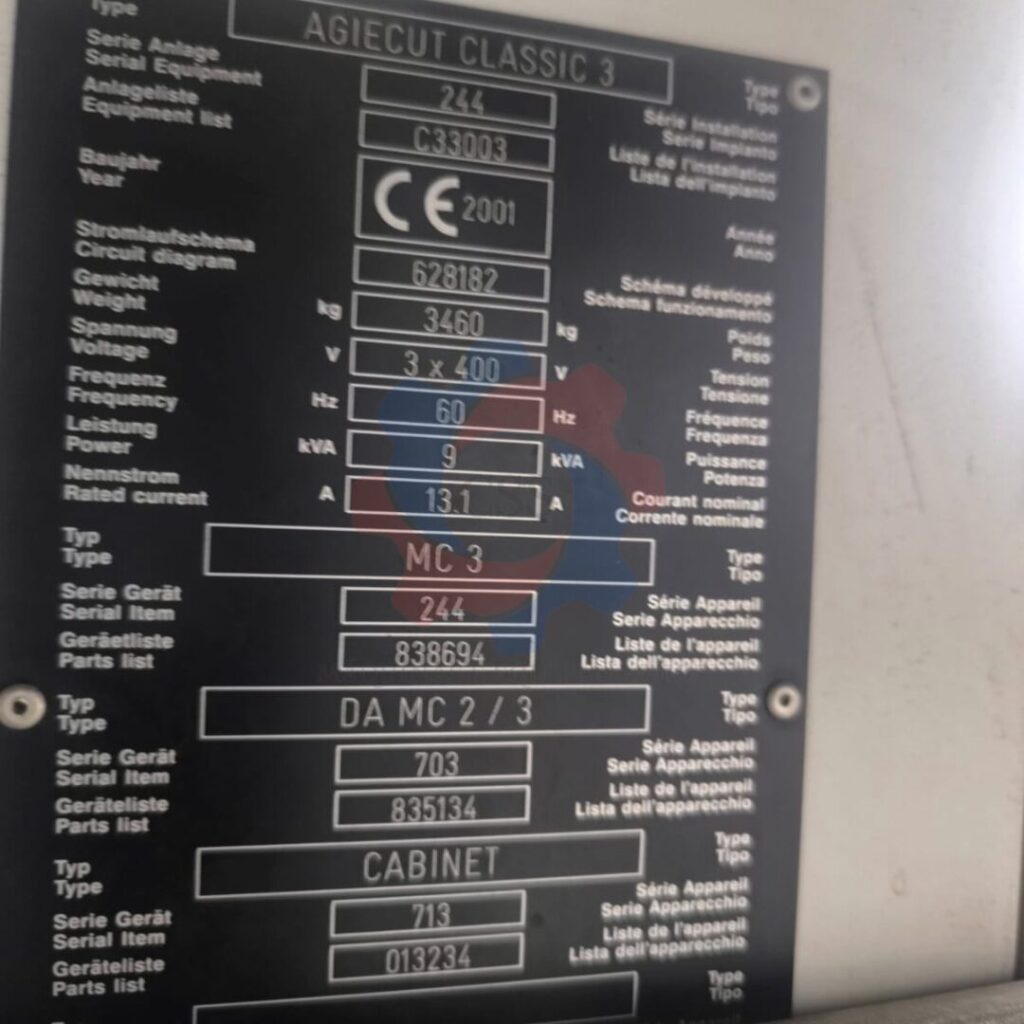 Type AGIECUT CLASSIC 3 Type
Tipo
Serie Anlage
Serial Equipment 244 Série Installation
Serie Impianto
Anlageliste
Equipment list C33003 Liste de l'installation
Lista dell'impianto
Baujahr
Year CE 2001 Année
Anno
Stromlaufschema
Circuit diagram 628182 Schéma développé
Schema funzionamento
Gewicht
Weight kg 3460 kg Poids
Peso
Spannung
Voltage V 3 x 400 V Tension
Tensione
Frequenz
Frequency Hz 60 Hz Fréquence
Frequenza
Leistung
Power kVA 9 kVA Puissance
Potenza
Nennstrom
Rated current A 13.1 A Courant nominal
Corrente nominale
Typ
Type MC 3 Type
Tipo
Serie Gerät
Serial Item 244 Série Appareil
Serie Apparecchio
Geräetliste
Parts list 838694 Liste de l'appareil
Lista dell'apparecchio
Typ
Type DA MC 2 / 3 Type
Tipo
Serie Gerät
Serial Item 703 Série Appareil
Serie Apparecchio
Geräteliste
Parts list 835134 Liste de l'appareil
Lista dell'apparecchio
Typ
Type CABINET Type
Tipo
Serie Gerät
Serial Item 713 Série Appareil
Serie Apparecchio
Geräteliste
Parts list 013234 Liste de l'appareil
Lista dell'apparecchio
Type
Tipo